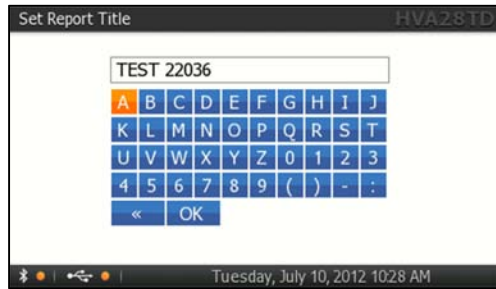 Set Report Title HVA28TD
TEST 22036
A B C D E F G H I J
K L M N O P Q R S T
U V W X Y Z 0 1 2 3
4 5 6 7 8 9 ( ) - :
« OK
Tuesday, July 10, 2012 10:28 AM